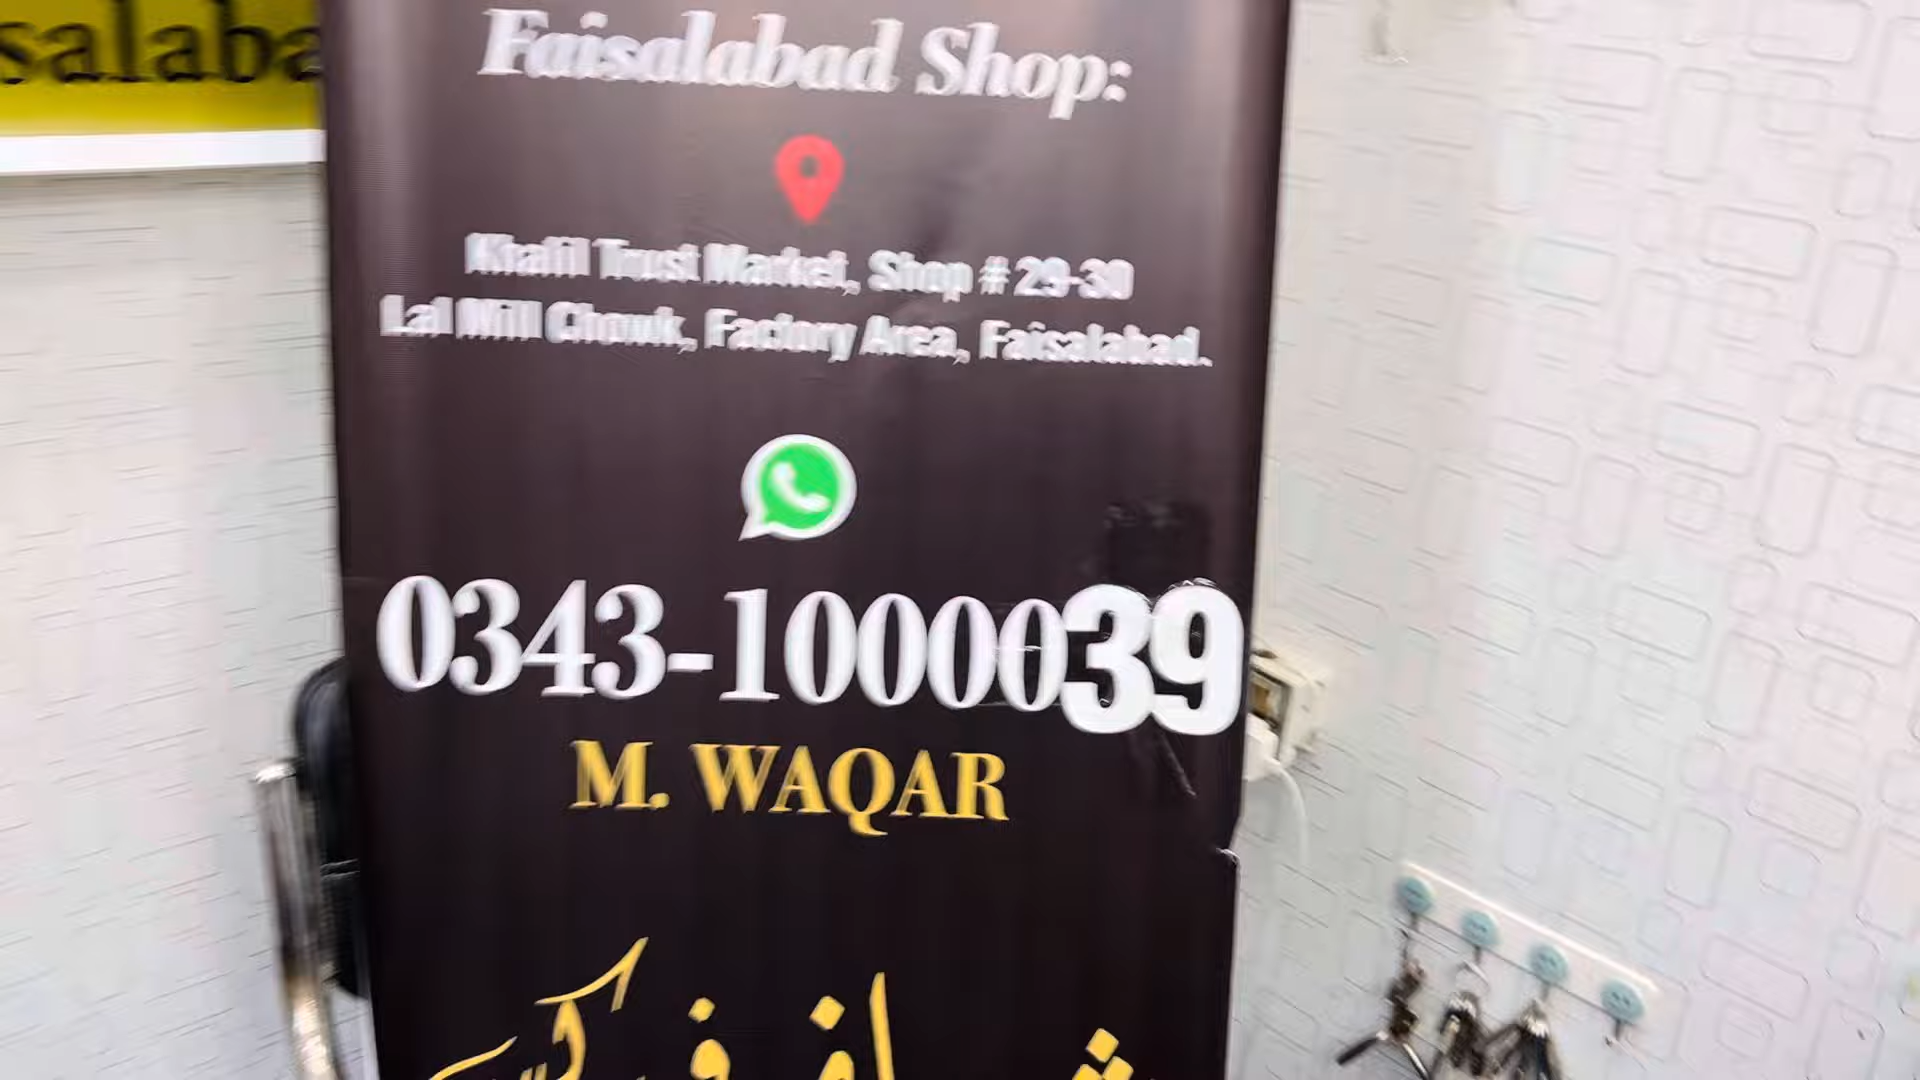 salaba
Faisalabad Shop:
Khalil Trust Market, Shop # 29-30
Lal Mill Chowk, Factory Area, Faisalabad.
0343-1000039
M. WAQAR